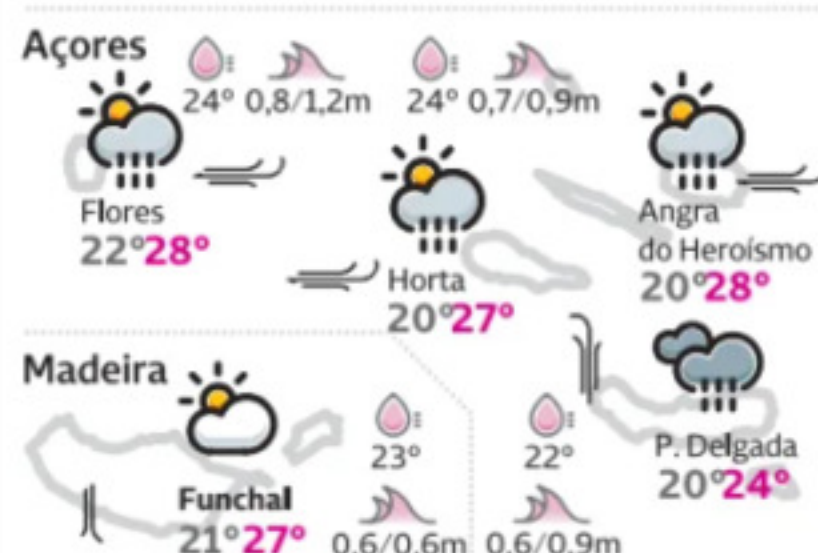 Açores
24° 0,8/1,2m
24° 0,7/0,9m
Flores
22° 28°
Horta
20° 27°
Angra
do Heroísmo
20° 28°
P. Delgada
20° 24°
22°
0,6/0,9m
Madeira
Funchal
21° 27°
23°
0,6/0,6m